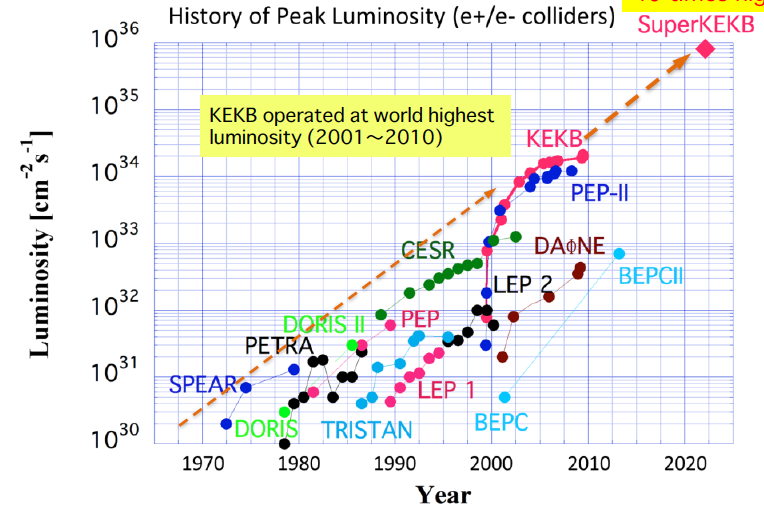 History of Peak Luminosity (e+/e- colliders)
SuperKEKB
10³⁶
10³⁵
10³⁴
10³³
10³²
10³¹
10³⁰
Luminosity [cm⁻²s⁻¹]
KEKB operated at world highest
luminosity (2001～2010)
KEKB
PEP-II
CESR
DAΦNE
BEPCII
LEP 2
DORIS II
PEP
PETRA
SPEAR
LEP 1
DORIS
TRISTAN
BEPC
1970 1980 1990 2000 2010 2020
Year